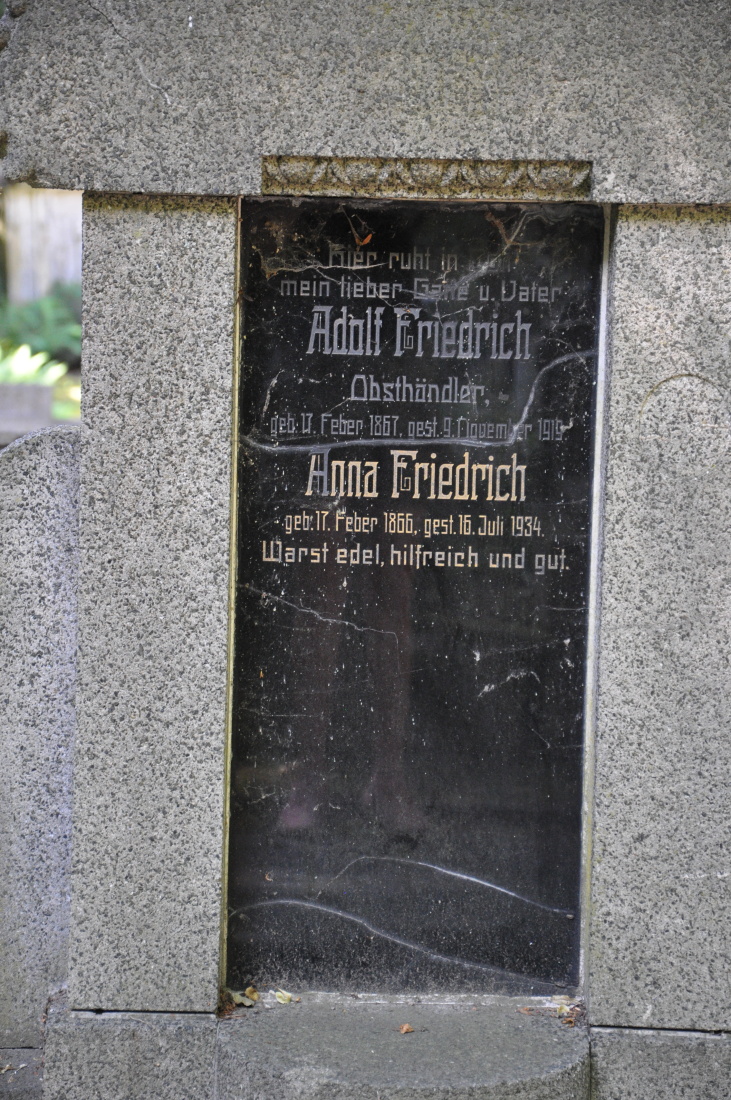 Hier ruht in
mein lieber Gatte u. Vater
Adolf Friedrich
Obsthändler,
geb. 17. Feber 1867, gest. 9. November 1919
Anna Friedrich
geb. 17. Feber 1866, gest. 16. Juli 1934.
Warst edel, hilfreich und gut.